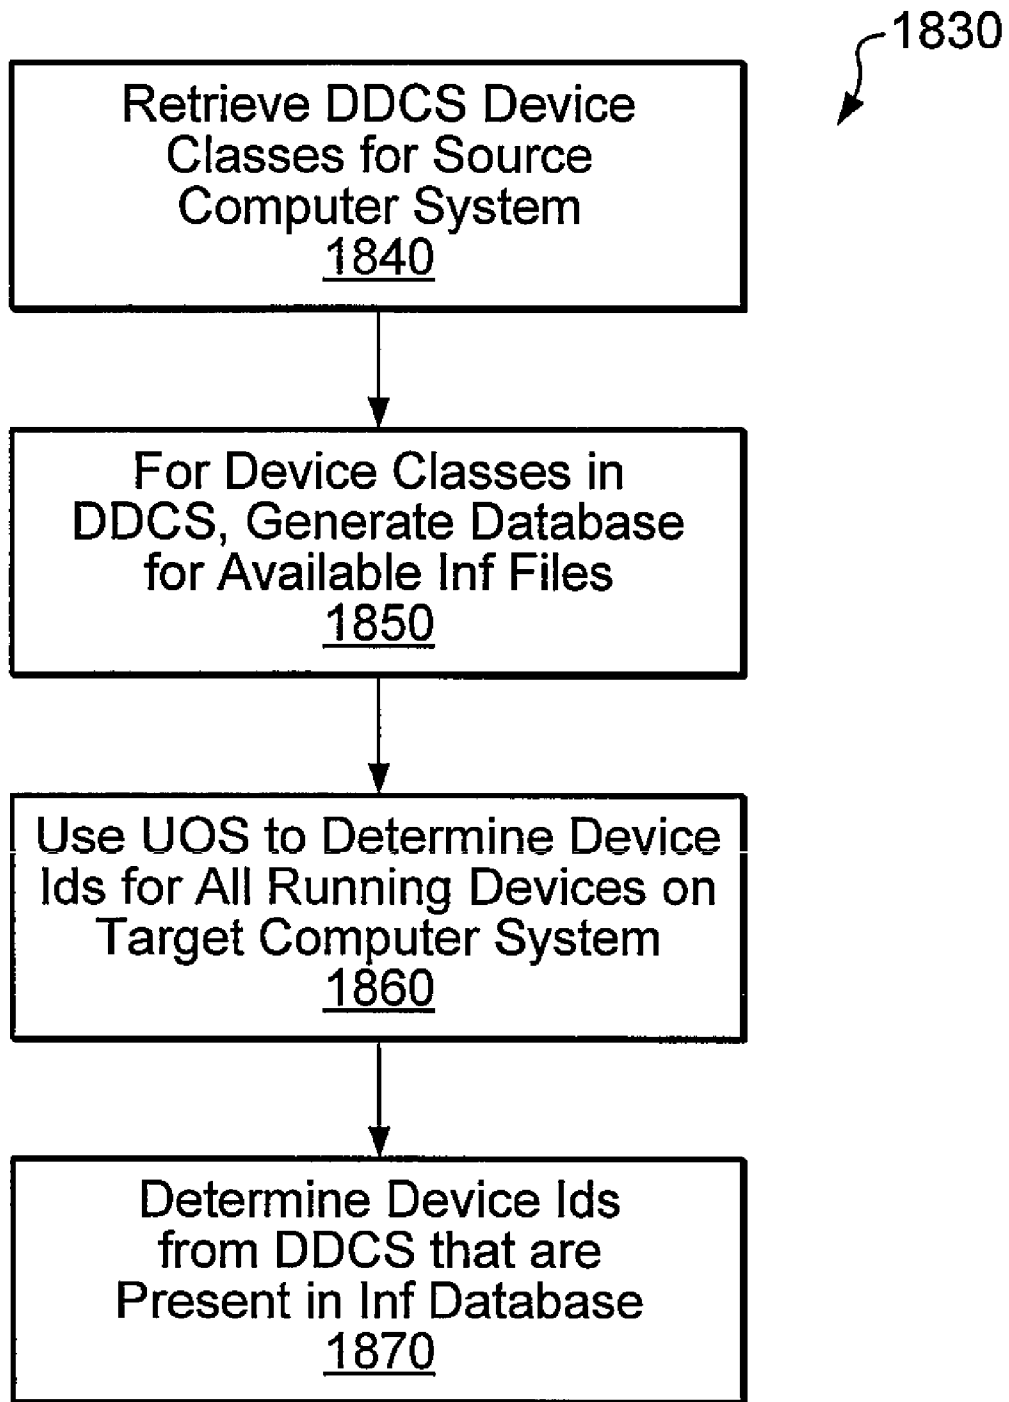 1830
Retrieve DDCS Device
Classes for Source
Computer System
1840
For Device Classes in
DDCS, Generate Database
for Available Inf Files
1850
Use UOS to Determine Device
Ids for All Running Devices on
Target Computer System
1860
Determine Device Ids
from DDCS that are
Present in Inf Database
1870